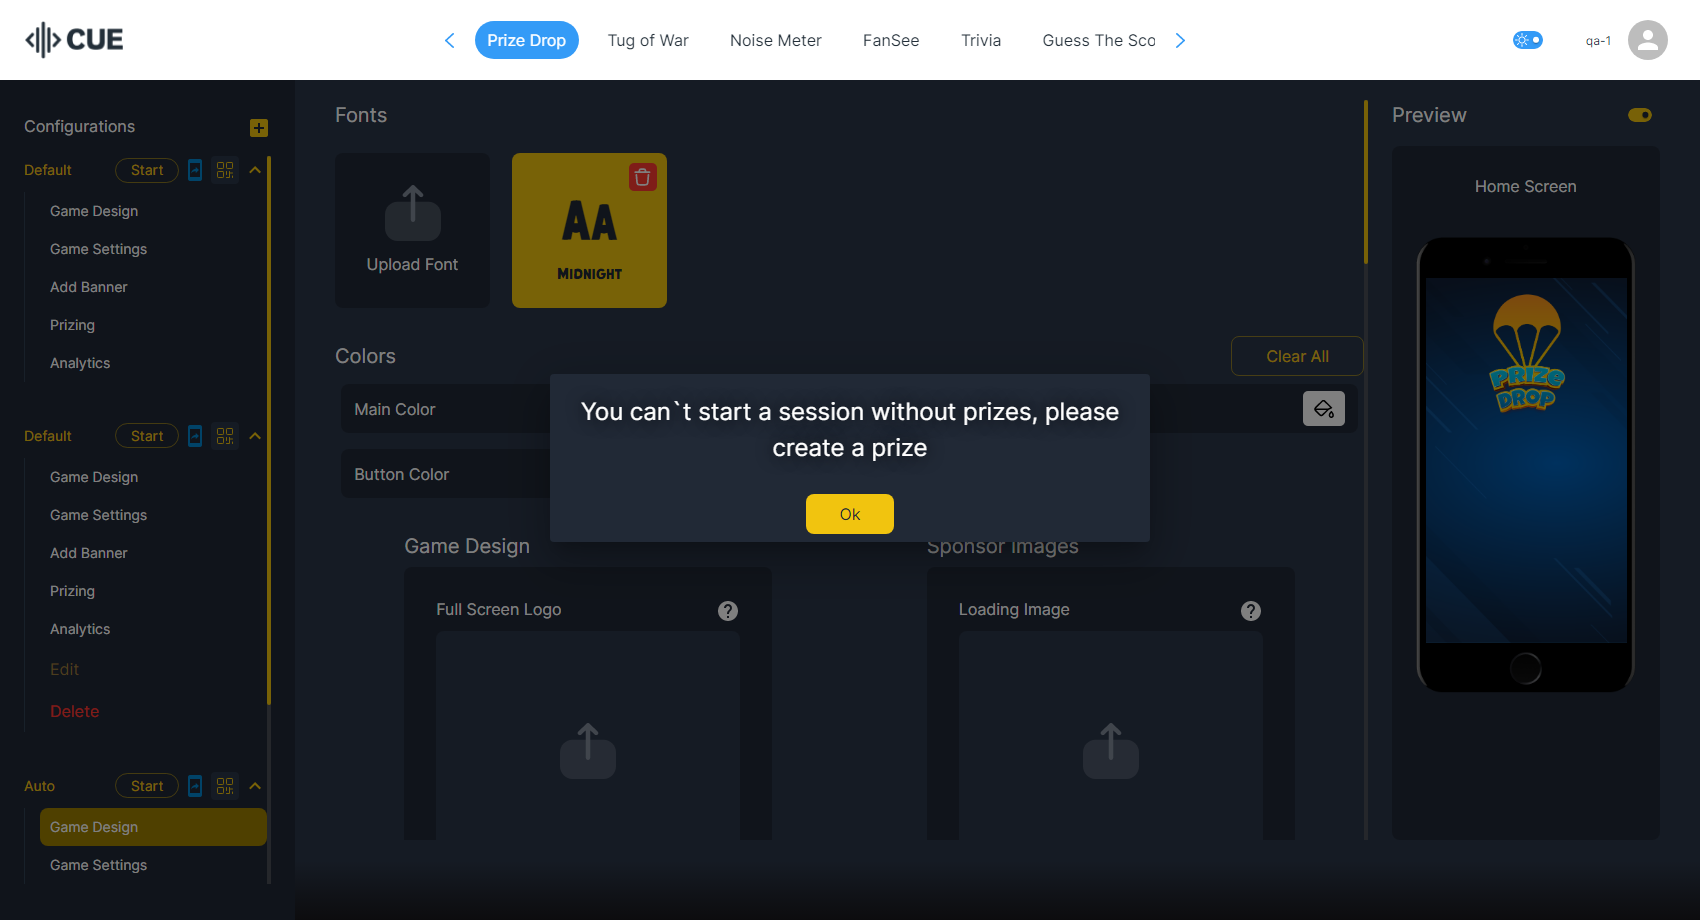 CUE
Prize Drop
Tug of War
Noise Meter
FanSee
Trivia
Guess The Sco
qa-1
Configurations
Default
Start
Game Design
Game Settings
Add Banner
Prizing
Analytics
Default
Start
Game Design
Game Settings
Add Banner
Prizing
Analytics
Edit
Delete
Auto
Start
Game Design
Game Settings
Fonts
Upload Font
AA
MIDNIGHT
Colors
Clear All
Main Color
Button Color
You can`t start a session without prizes, please
create a prize
Ok
Game Design
Full Screen Logo
?
Sponsor Images
Loading Image
?
Preview
Home Screen
PRIZE
DROP